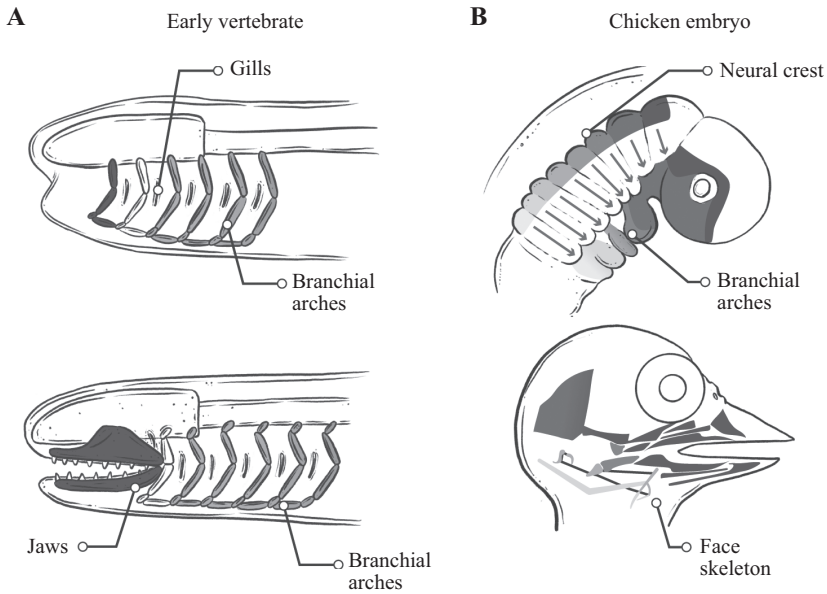 A
Early vertebrate
Gills
Branchial
arches
Jaws
Branchial
arches
B
Chicken embryo
Neural crest
Branchial
arches
Face
skeleton